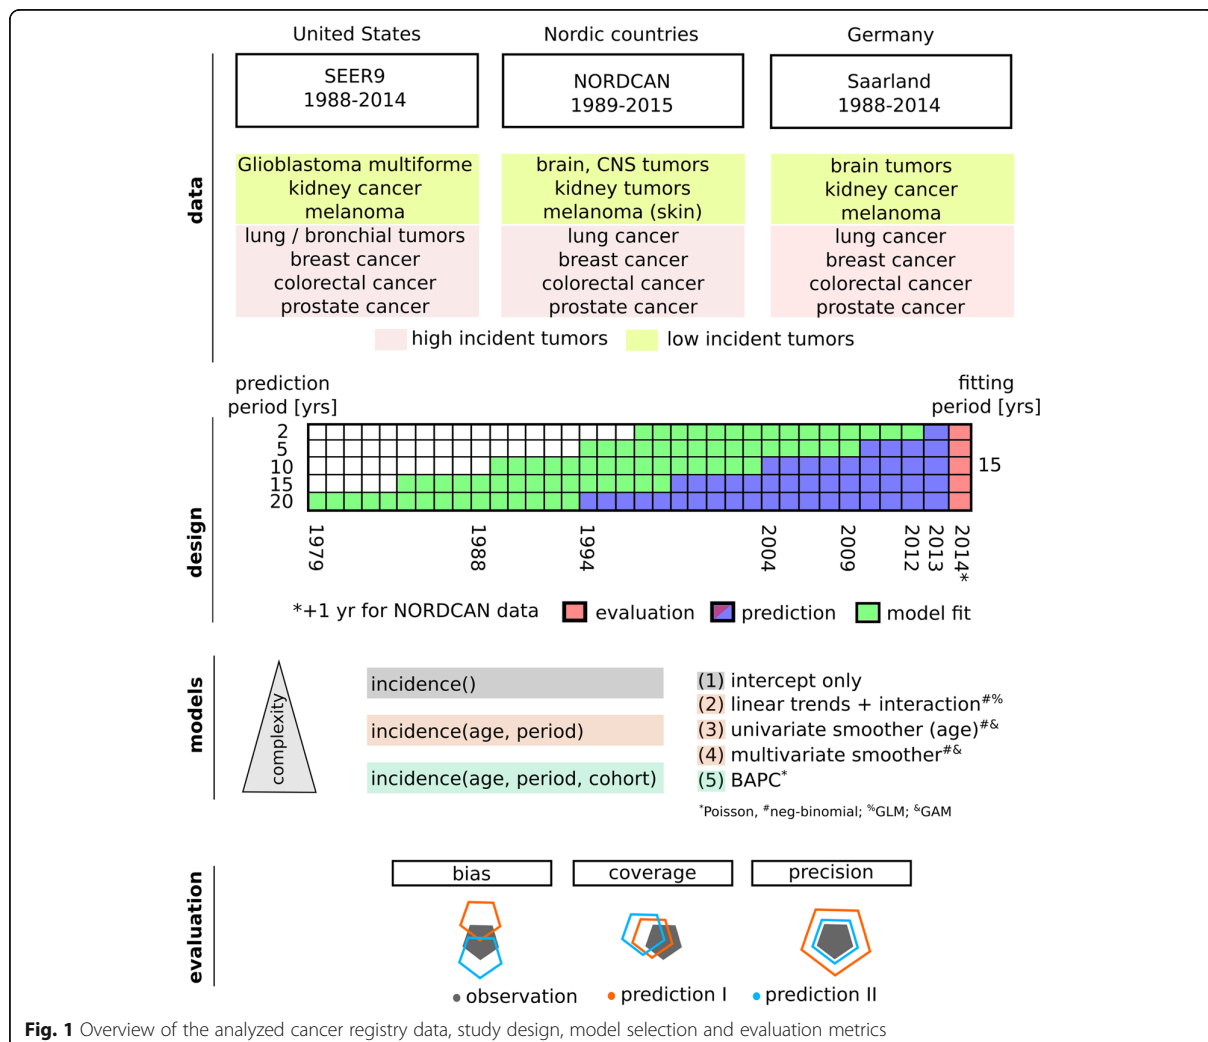 United States
Nordic countries
Germany
data
SEER9
1988-2014
NORDCAN
1989-2015
Saarland
1988-2014
Glioblastoma multiforme
kidney cancer
melanoma
lung / bronchial tumors
breast cancer
colorectal cancer
prostate cancer
brain, CNS tumors
kidney tumors
melanoma (skin)
lung cancer
breast cancer
colorectal cancer
prostate cancer
brain tumors
kidney cancer
melanoma
lung cancer
breast cancer
colorectal cancer
prostate cancer
high incident tumors
low incident tumors
design
prediction
period [yrs]
fitting
period [yrs]
2
5
10
15
20
15
1979
1988
1994
2004
2009
2012
2013
2014*
*+1 yr for NORDCAN data
evaluation
prediction
model fit
models
complexity
incidence()
incidence(age, period)
incidence(age, period, cohort)
(1) intercept only
(2) linear trends + interaction#%
(3) univariate smoother (age)#&
(4) multivariate smoother#&
(5) BAPC*
*Poisson, #neg-binomial; %GLM; &GAM
evaluation
bias
coverage
precision
observation
prediction I
prediction II
Fig. 1 Overview of the analyzed cancer registry data, study design, model selection and evaluation metrics